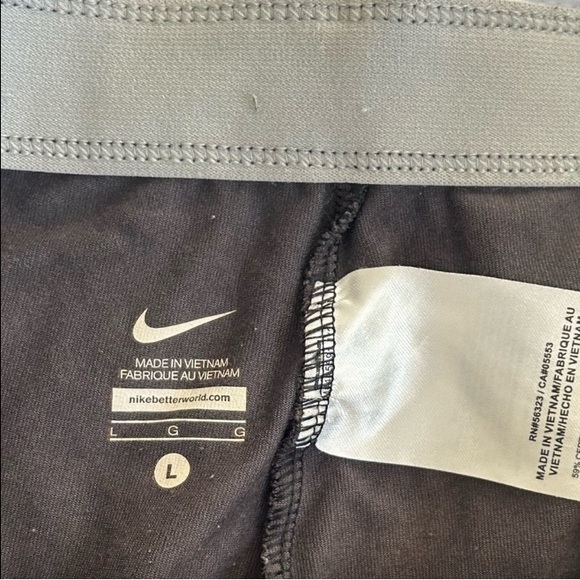 MADE IN VIETNAM
FABRIQUE AU VIETNAM
nikebetterworld.com
L G G
L
RN#56323 / CA#05553
MADE IN VIETNAM/FABRIQUE AU
VIETNAM/HECHO EN VIETNAM
59%